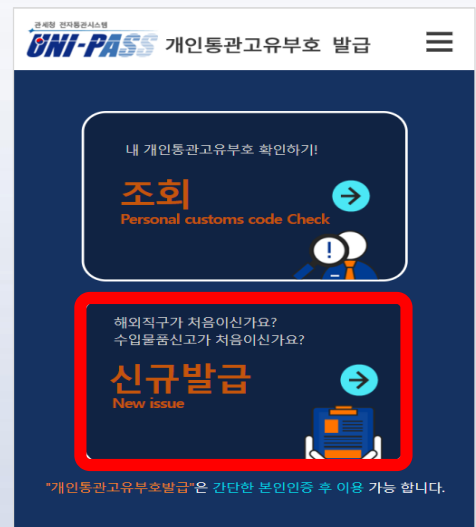 관세청 전자통관시스템
UNI-PASS 개인통관고유부호 발급
내 개인통관고유부호 확인하기!
조회
Personal customs code Check
해외직구가 처음이신가요?
수입물품신고가 처음이신가요?
신규발급
New issue
"개인통관고유부호발급"은 간단한 본인인증 후 이용 가능 합니다.